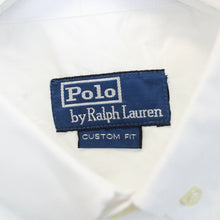 Polo
by Ralph Lauren
CUSTOM FIT